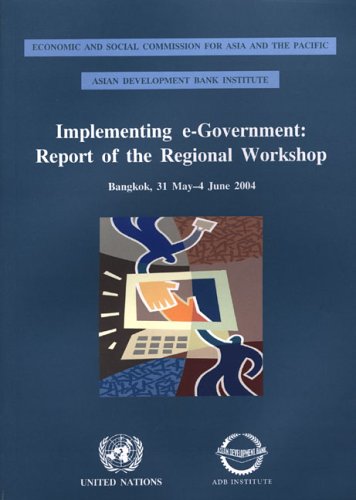 ECONOMIC AND SOCIAL COMMISSION FOR ASIA AND THE PACIFIC
ASIAN DEVELOPMENT BANK INSTITUTE
Implementing e-Government:
Report of the Regional Workshop
Bangkok, 31 May–4 June 2004
UNITED NATIONS
ASIAN DEVELOPMENT BANK
ADB INSTITUTE